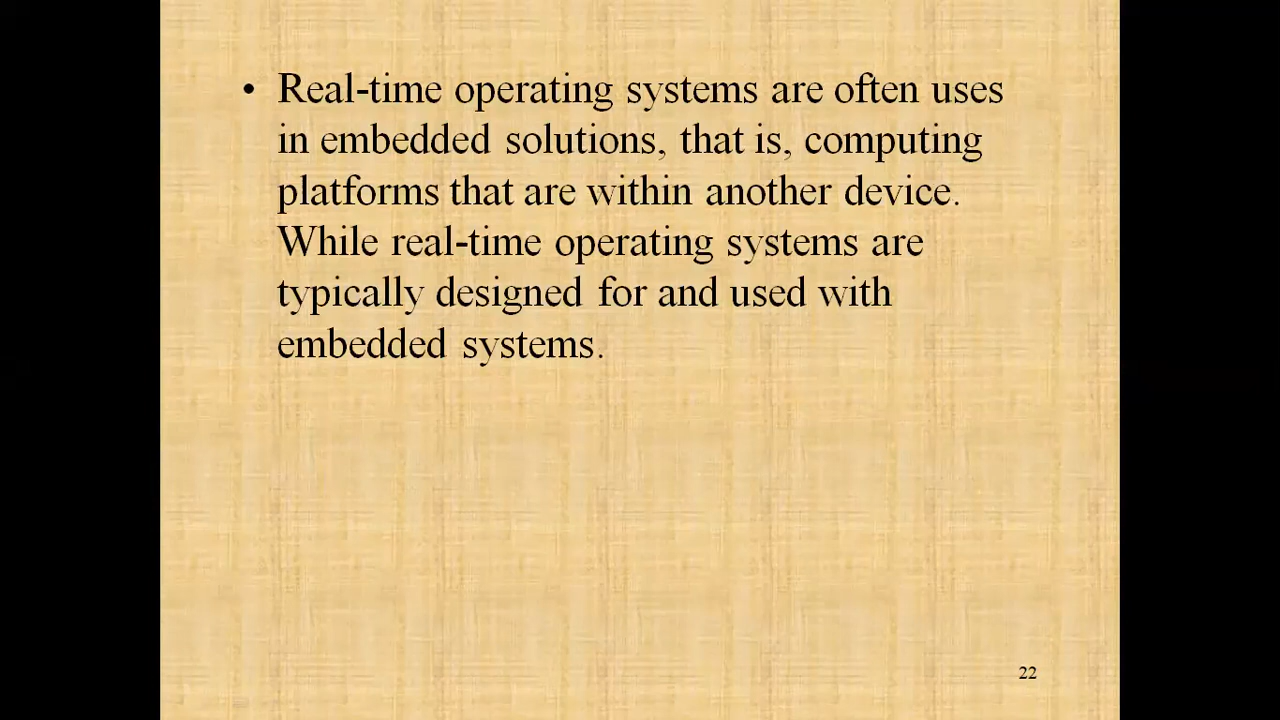 • Real-time operating systems are often uses
in embedded solutions, that is, computing
platforms that are within another device.
While real-time operating systems are
typically designed for and used with
embedded systems.
22